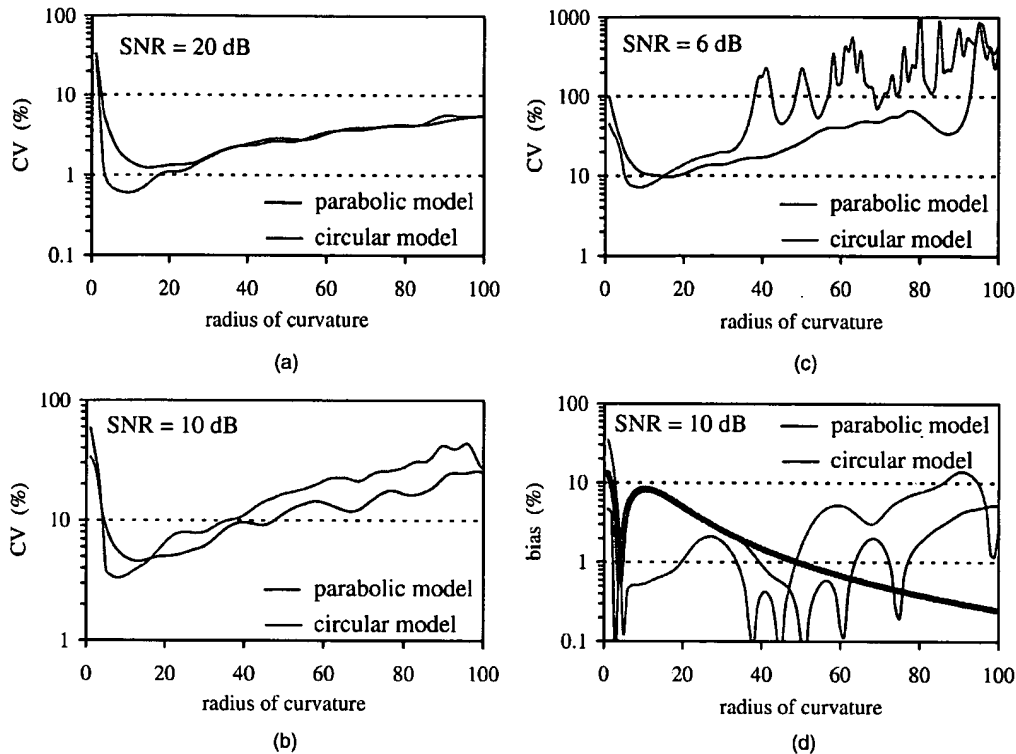 100
10
1
0.1
CV (%)
SNR = 20 dB
parabolic model
circular model
0 20 40 60 80 100
radius of curvature
(a)
1000
100
10
1
CV (%)
SNR = 6 dB
parabolic model
circular model
0 20 40 60 80 100
radius of curvature
(c)
100
10
1
CV (%)
SNR = 10 dB
parabolic model
circular model
0 20 40 60 80 100
radius of curvature
(b)
100
10
1
0.1
bias (%)
SNR = 10 dB
parabolic model
circular model
0 20 40 60 80 100
radius of curvature
(d)